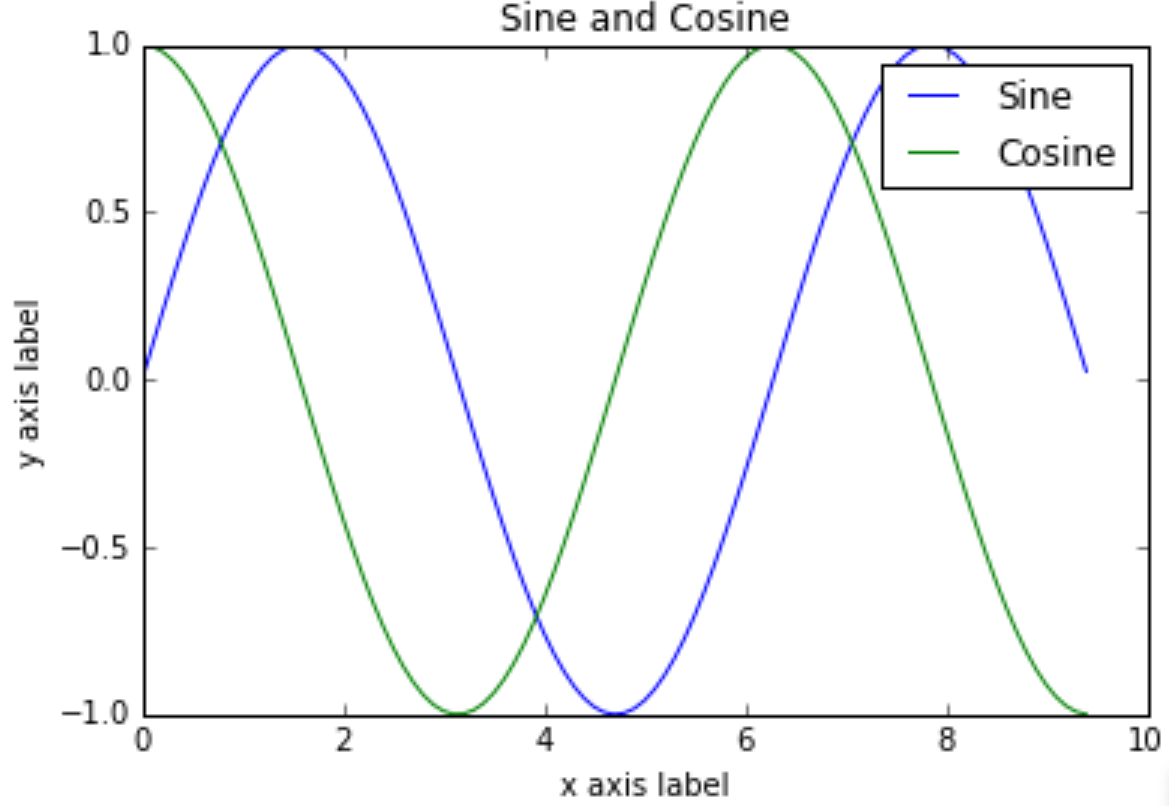 Sine and Cosine
1.0
0.5
0.0
−0.5
−1.0
y axis label
Sine
Cosine
0 2 4 6 8 10
x axis label